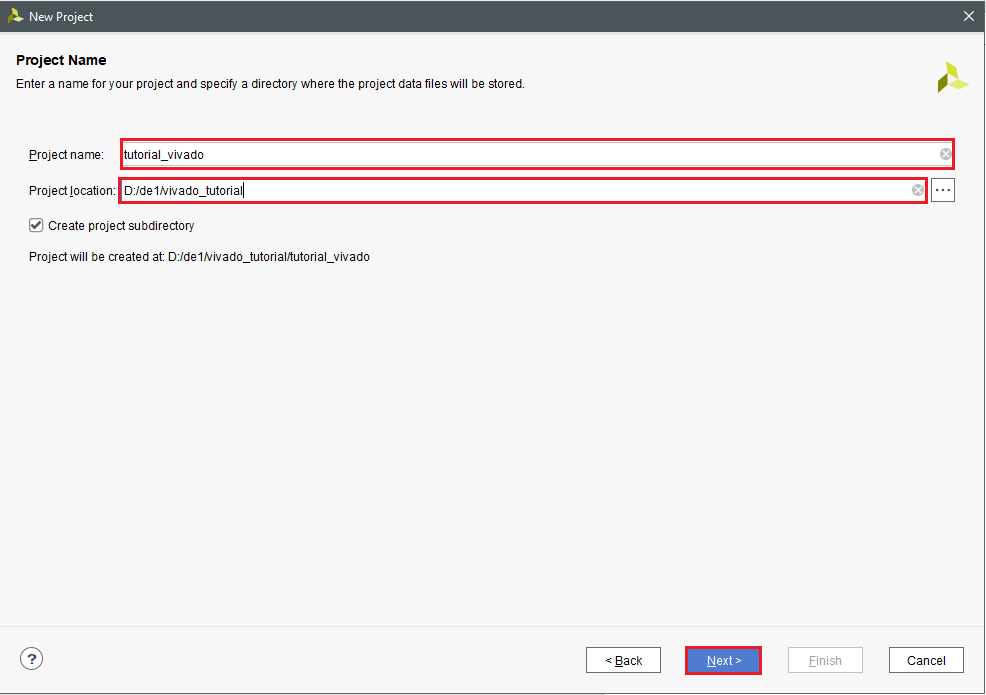 New Project
Project Name
Enter a name for your project and specify a directory where the project data files will be stored.
Project name: tutorial_vivado
Project location: D:/de1/vivado_tutorial
Create project subdirectory
Project will be created at: D:/de1/vivado_tutorial/tutorial_vivado
? < Back Next > Finish Cancel